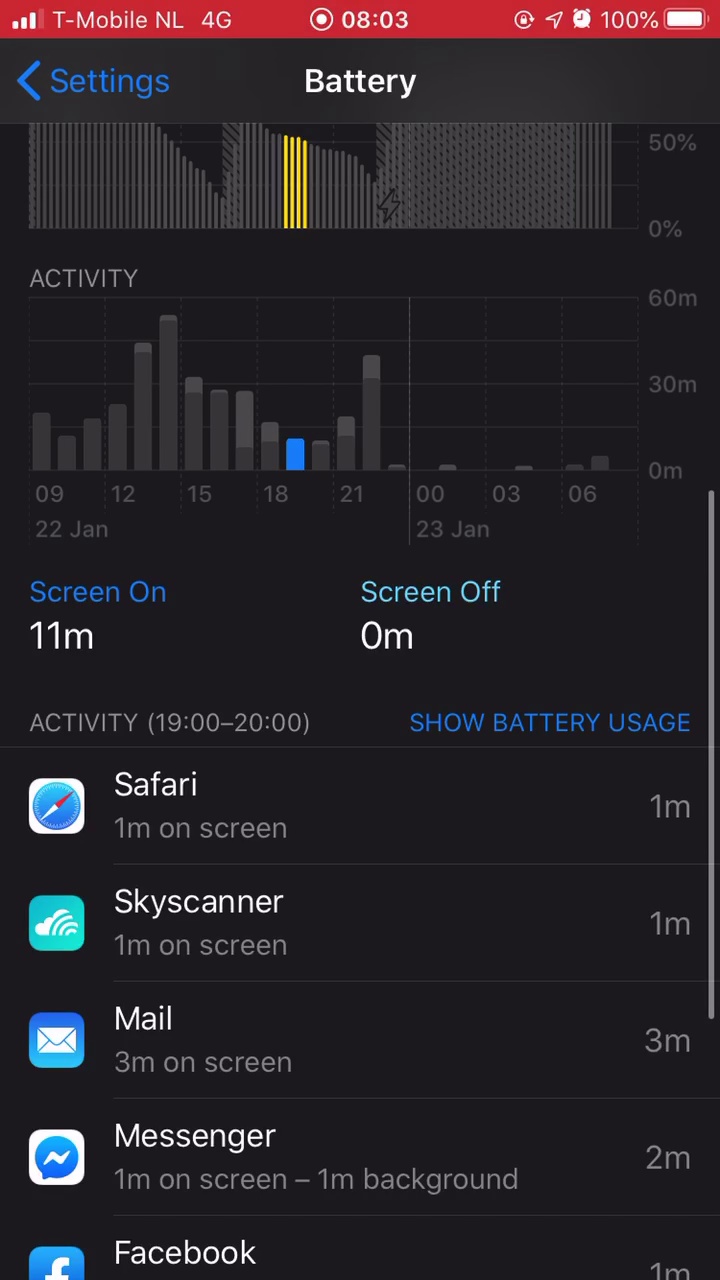 T-Mobile NL 4G 08:03 100%
Settings Battery
50%
0%
ACTIVITY
60m
30m
0m
09 12 15 18 21 00 03 06
22 Jan 23 Jan
Screen On Screen Off
11m 0m
ACTIVITY (19:00–20:00) SHOW BATTERY USAGE
Safari
1m on screen 1m
Skyscanner
1m on screen 1m
Mail
3m on screen 3m
Messenger
1m on screen – 1m background 2m
Facebook
1m